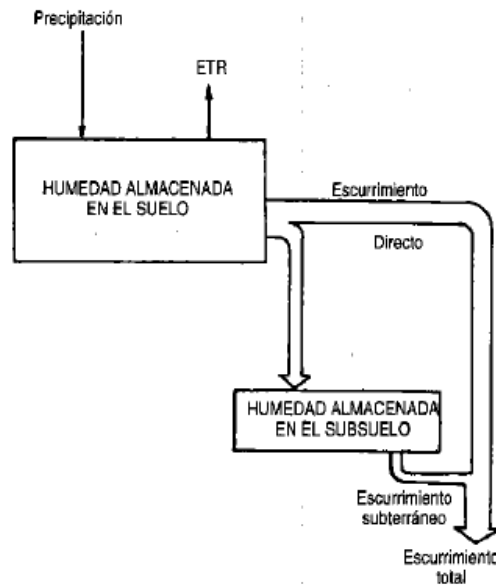 Precipitación
ETR
HUMEDAD ALMACENADA
EN EL SUELO
Escurrimiento
Directo
HUMEDAD ALMACENADA
EN EL SUBSUELO
Escurrimiento
subterráneo
Escurrimiento
total